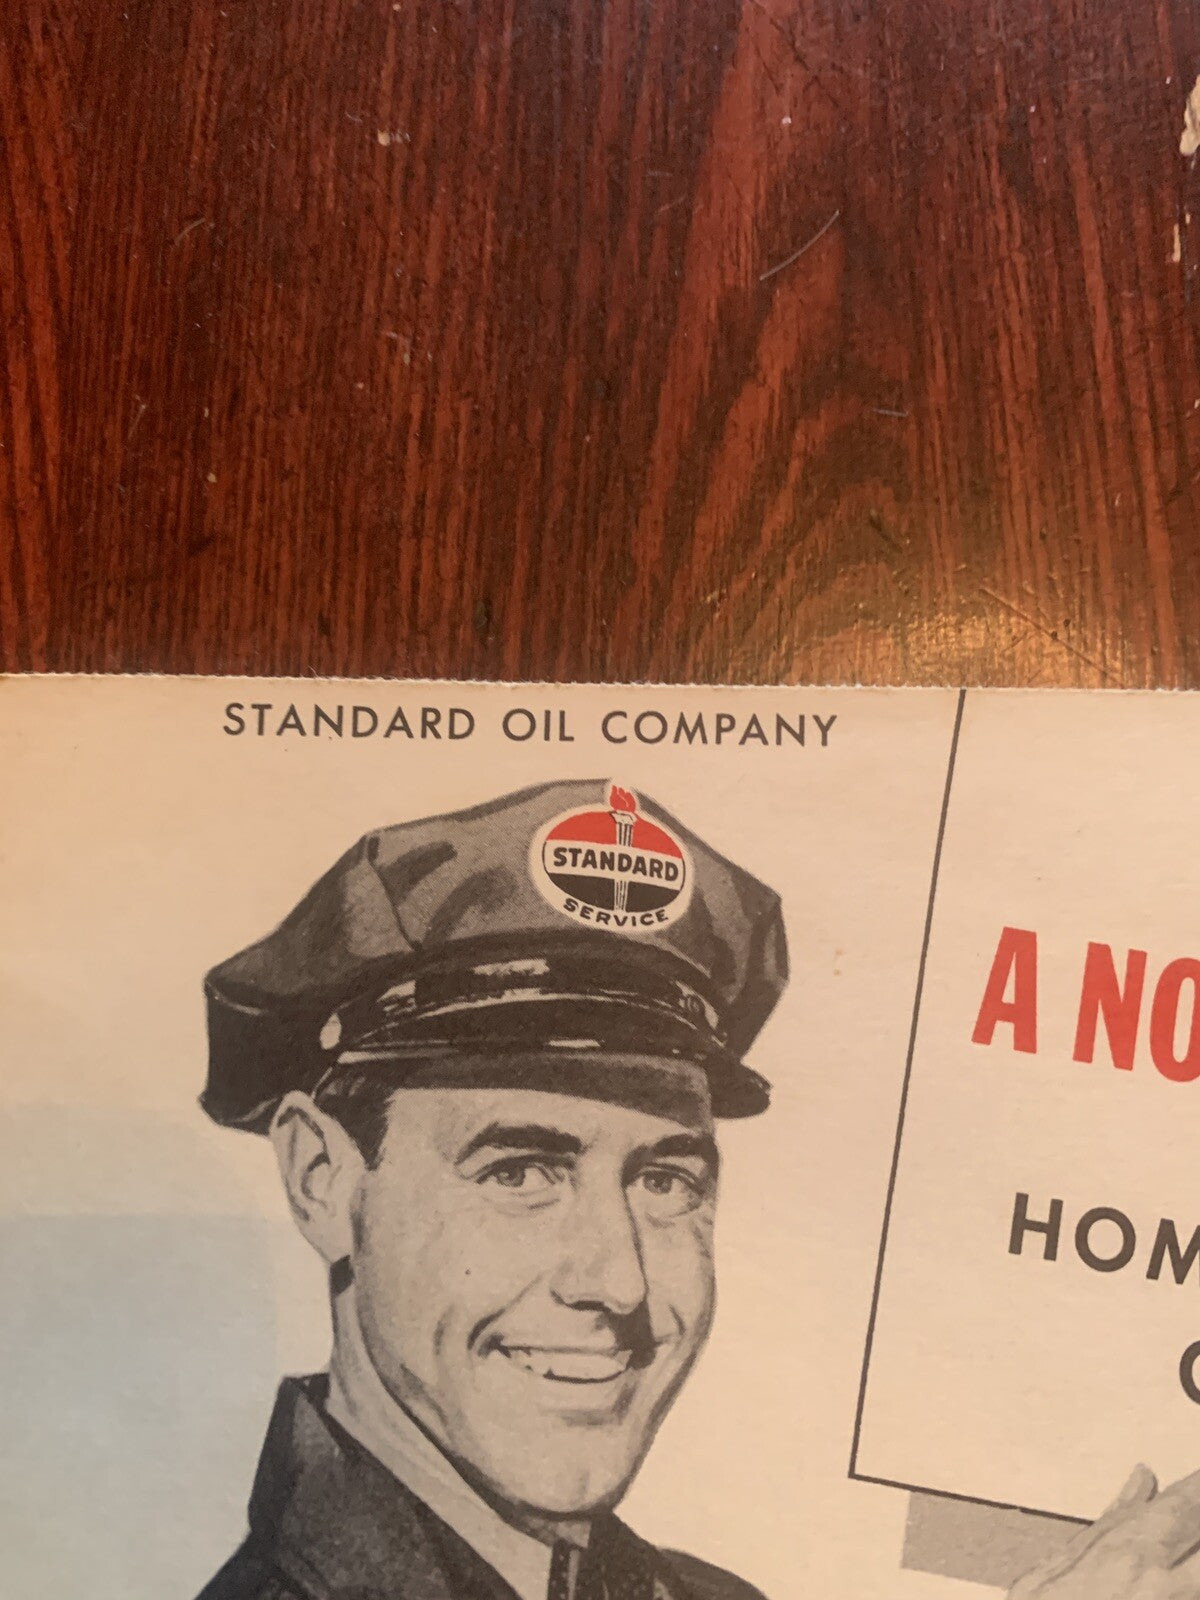 STANDARD OIL COMPANY
STANDARD
SERVICE
A NO
HOM